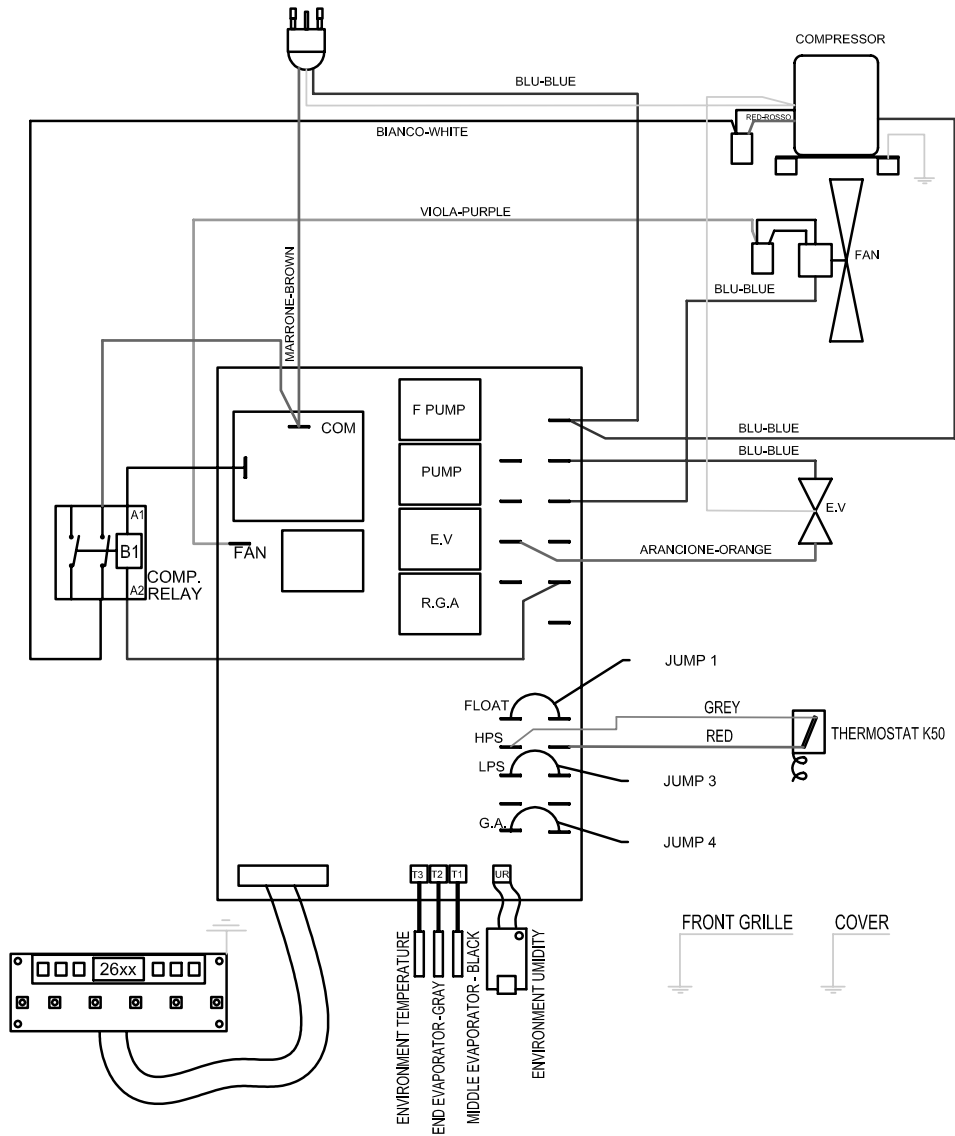 COMPRESSOR
BLU-BLUE
RED-ROSSO
BIANCO-WHITE
VIOLA-PURPLE
FAN
MARRONE-BROWN
BLU-BLUE
F PUMP
COM
BLU-BLUE
BLU-BLUE
PUMP
E.V
A1
E.V
FAN
B1
ARANCIONE-ORANGE
COMP.
RELAY
A2
R.G.A
JUMP 1
FLOAT
GREY
HPS
RED
THERMOSTAT K50
LPS
JUMP 3
G.A.
JUMP 4
T3
T2
T1
UR
FRONT GRILLE
COVER
26xx
ENVIRONMENT TEMPERATURE
END EVAPORATOR-GRAY
MIDDLE EVAPORATOR - BLACK
ENVIRONMENT UMIDITY